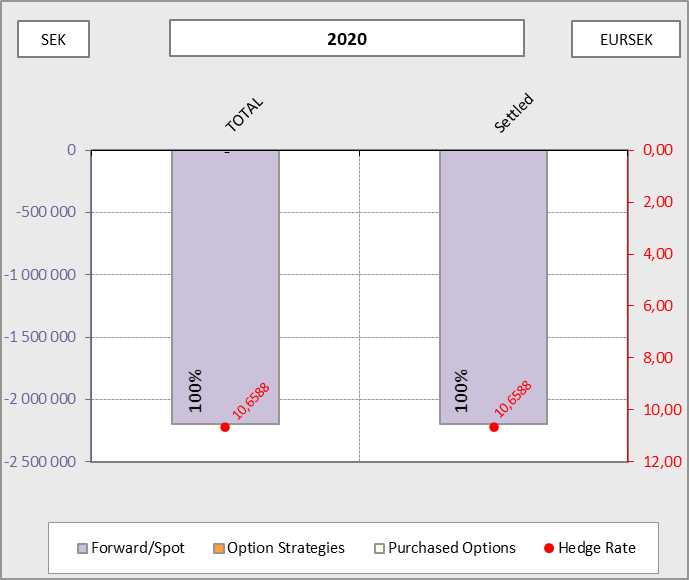 SEK 2020 EURSEK
TOTAL Settled
0 0,00
-500 000 2,00
-1 000 000 4,00
-1 500 000 6,00
-2 000 000 8,00
-2 500 000 10,00
12,00
100% 10,6588 100% 10,6588
Forward/Spot Option Strategies Purchased Options Hedge Rate